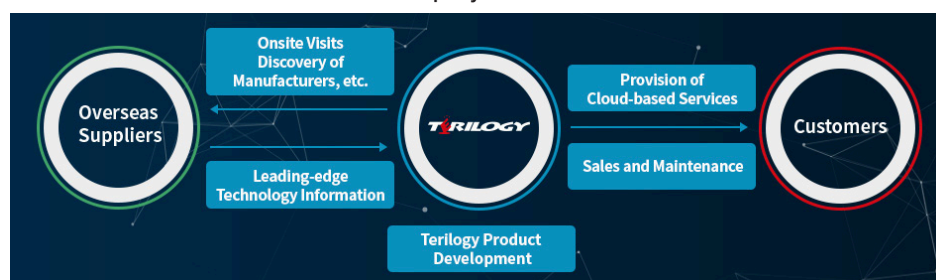 Onsite Visits
Discovery of
Manufacturers, etc.
Overseas
Suppliers
Leading-edge
Technology Information
TERILOGY
Terilogy Product
Development
Provision of
Cloud-based Services
Sales and Maintenance
Customers